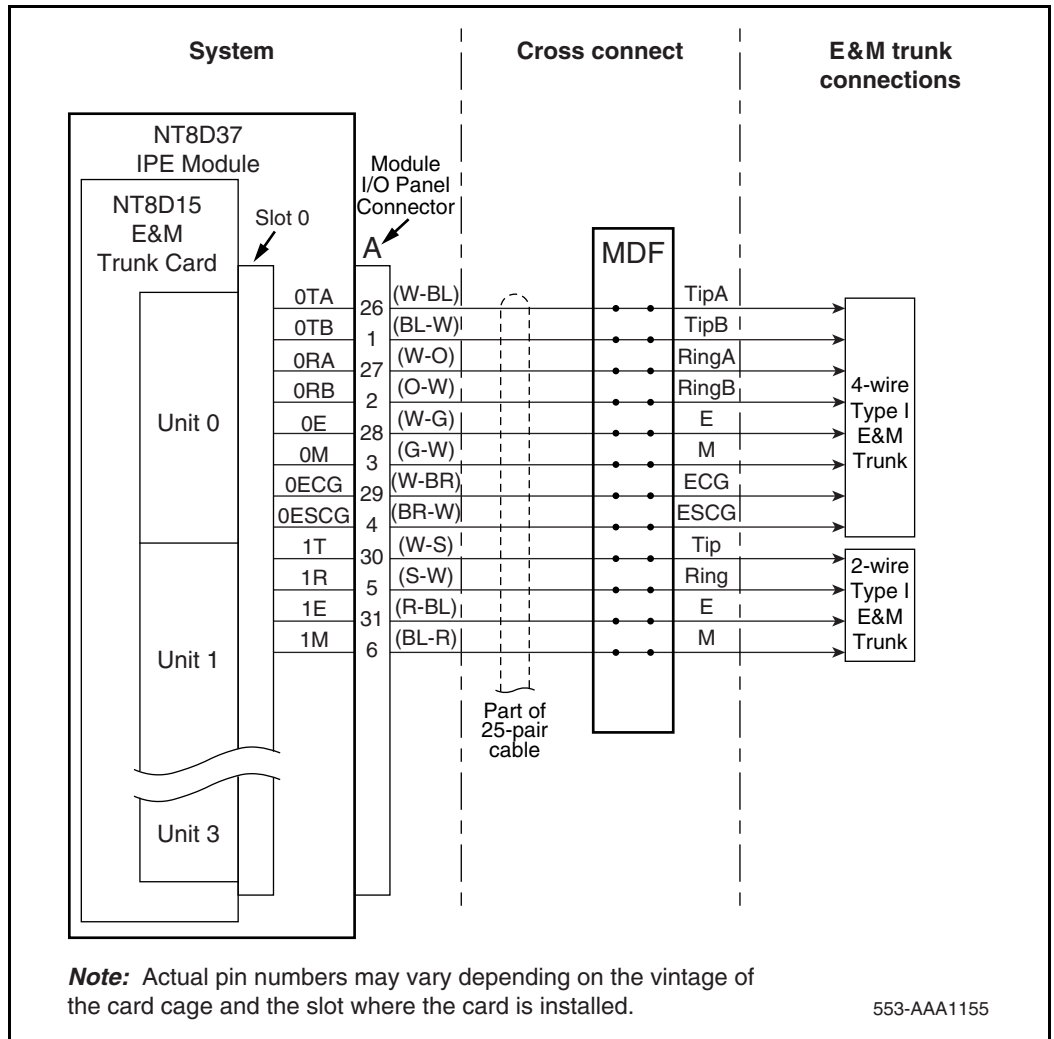 System
Cross connect
E&M trunk
connections
NT8D37
IPE Module
Module
I/O Panel
Connector
NT8D15
E&M
Trunk Card
Slot 0
A
MDF
0TA 26 (W-BL) TipA
0TB 1 (BL-W) TipB
0RA 27 (W-O) RingA
0RB 2 (O-W) RingB
0E 28 (W-G) E
0M 3 (G-W) M
0ECG 29 (W-BR) ECG
0ESCG 4 (BR-W) ESCG
1T 30 (W-S) Tip
1R 5 (S-W) Ring
1E 31 (R-BL) E
1M 6 (BL-R) M
Unit 0
Unit 1
Unit 3
4-wire
Type I
E&M
Trunk
2-wire
Type I
E&M
Trunk
Part of
25-pair
cable
Note: Actual pin numbers may vary depending on the vintage of
the card cage and the slot where the card is installed.
553-AAA1155